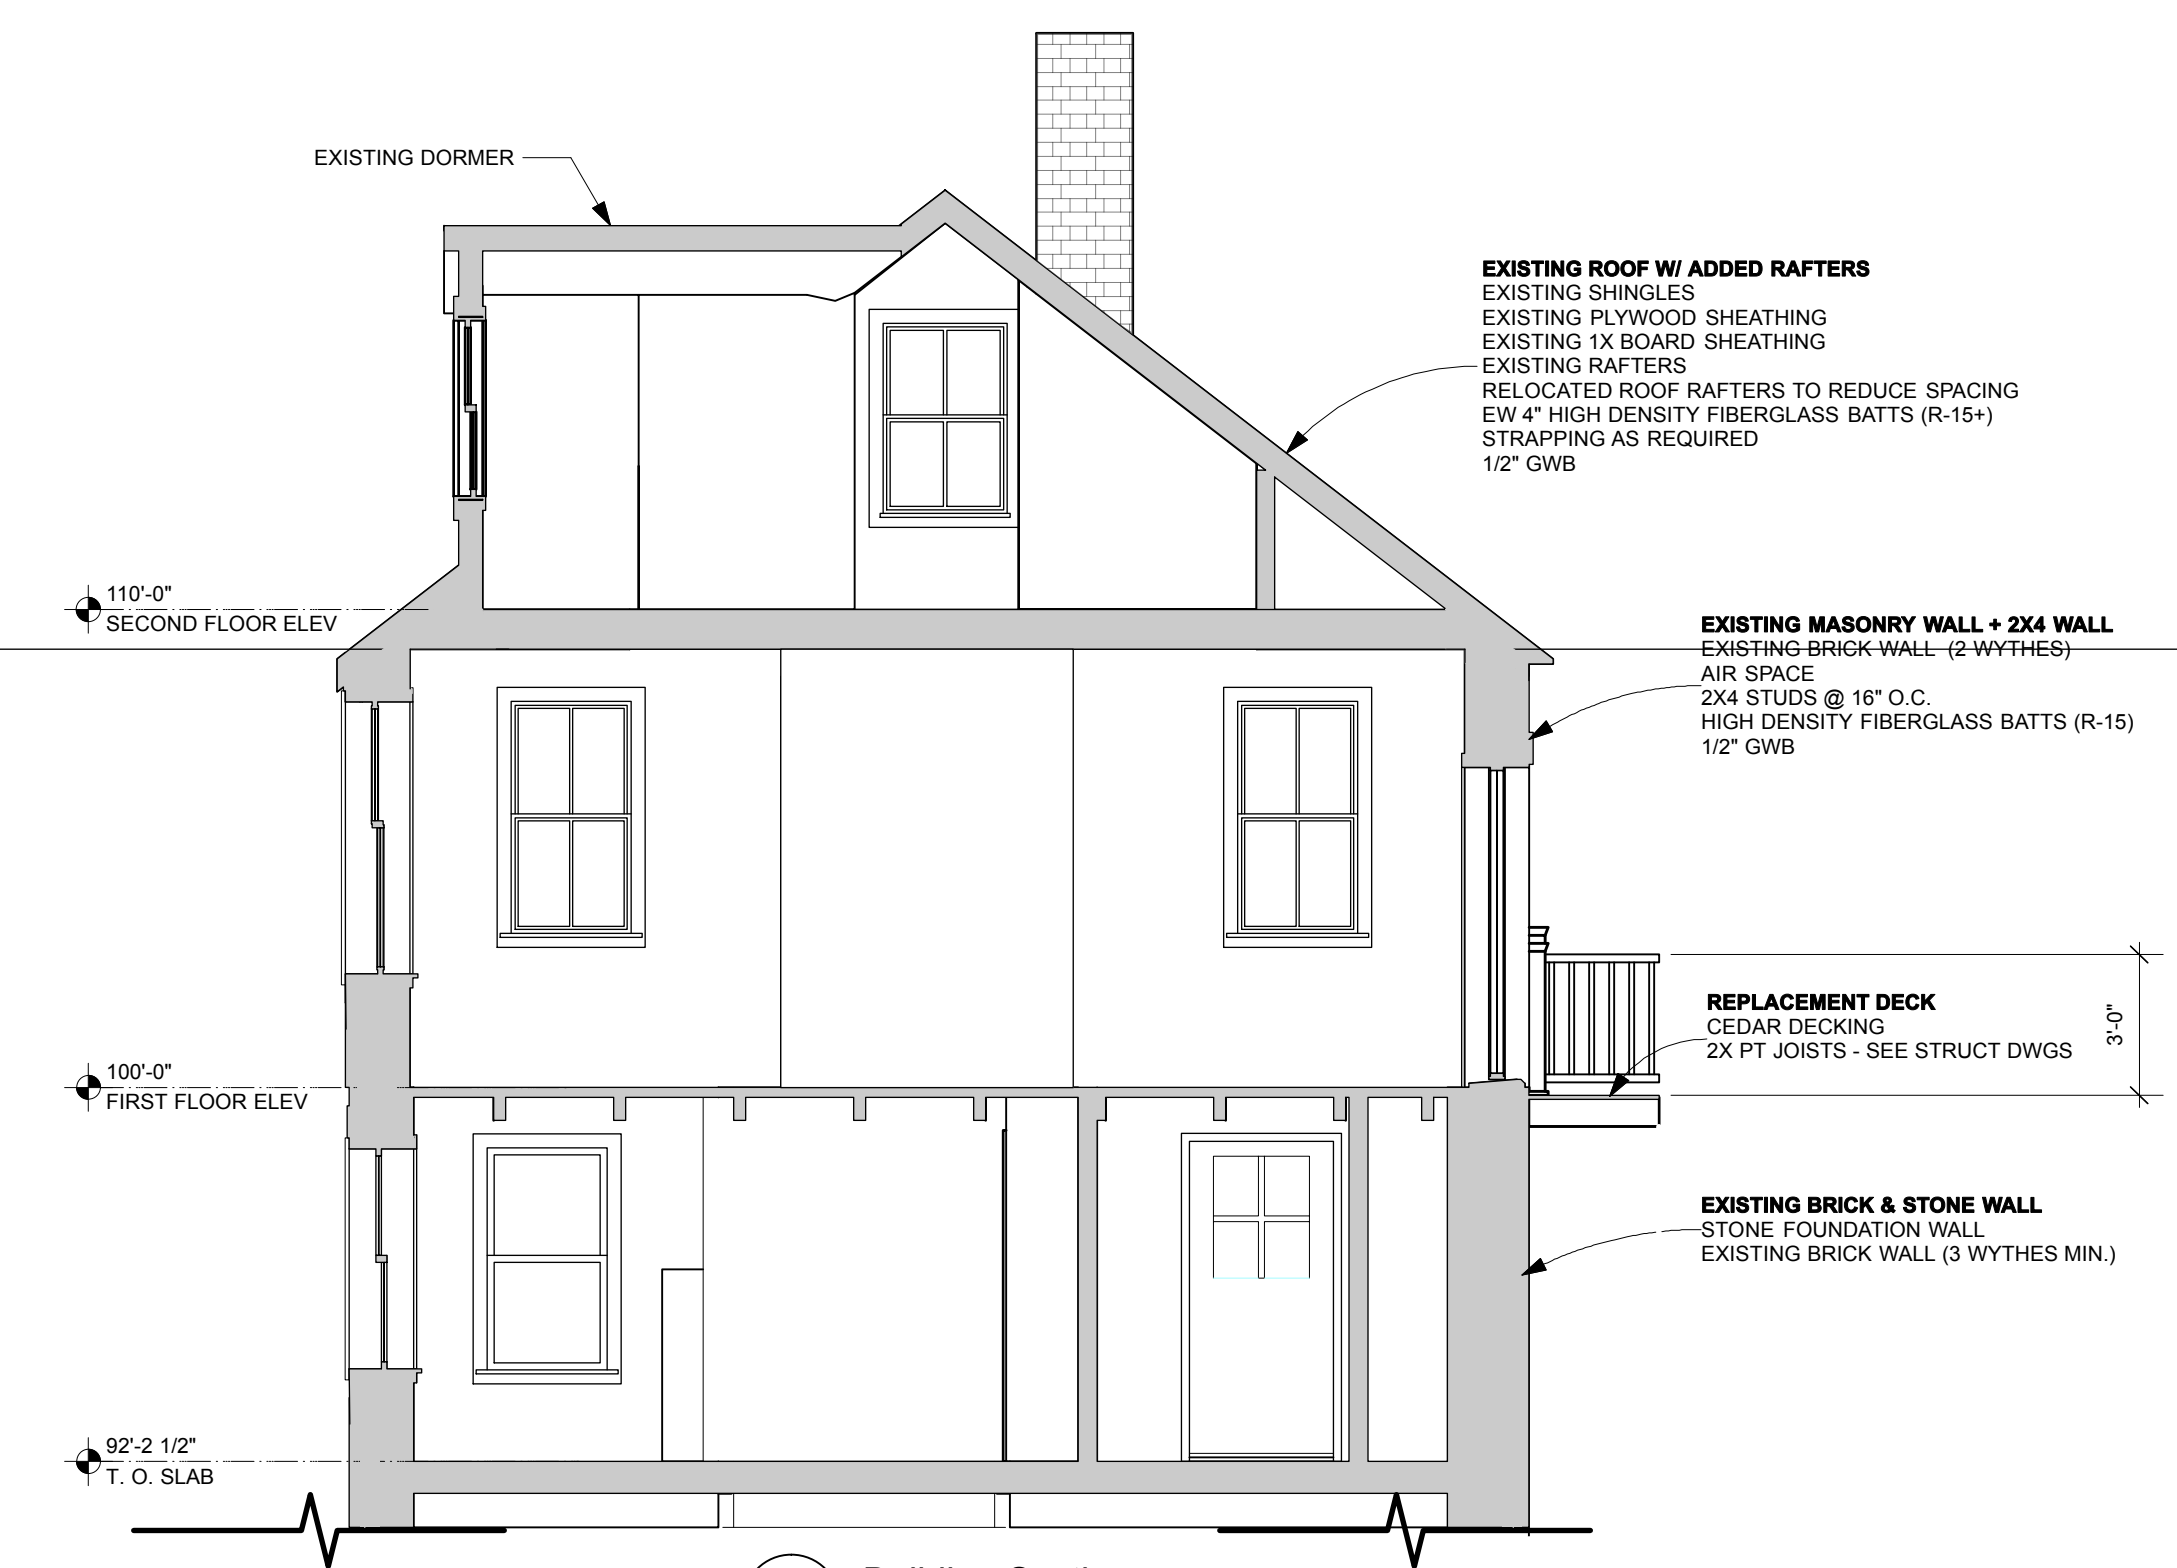 EXISTING DORMER
EXISTING ROOF W/ ADDED RAFTERS
EXISTING SHINGLES
EXISTING PLYWOOD SHEATHING
EXISTING 1X BOARD SHEATHING
EXISTING RAFTERS
RELOCATED ROOF RAFTERS TO REDUCE SPACING
EW 4" HIGH DENSITY FIBERGLASS BATTS (R-15+)
STRAPPING AS REQUIRED
1/2" GWB
110'-0"
SECOND FLOOR ELEV
EXISTING MASONRY WALL + 2X4 WALL
EXISTING BRICK WALL (2 WYTHES)
AIR SPACE
2X4 STUDS @ 16" O.C.
HIGH DENSITY FIBERGLASS BATTS (R-15)
1/2" GWB
REPLACEMENT DECK
CEDAR DECKING
2X PT JOISTS - SEE STRUCT DWGS
3'-0"
100'-0"
FIRST FLOOR ELEV
EXISTING BRICK & STONE WALL
STONE FOUNDATION WALL
EXISTING BRICK WALL (3 WYTHES MIN.)
92'-2 1/2"
T. O. SLAB